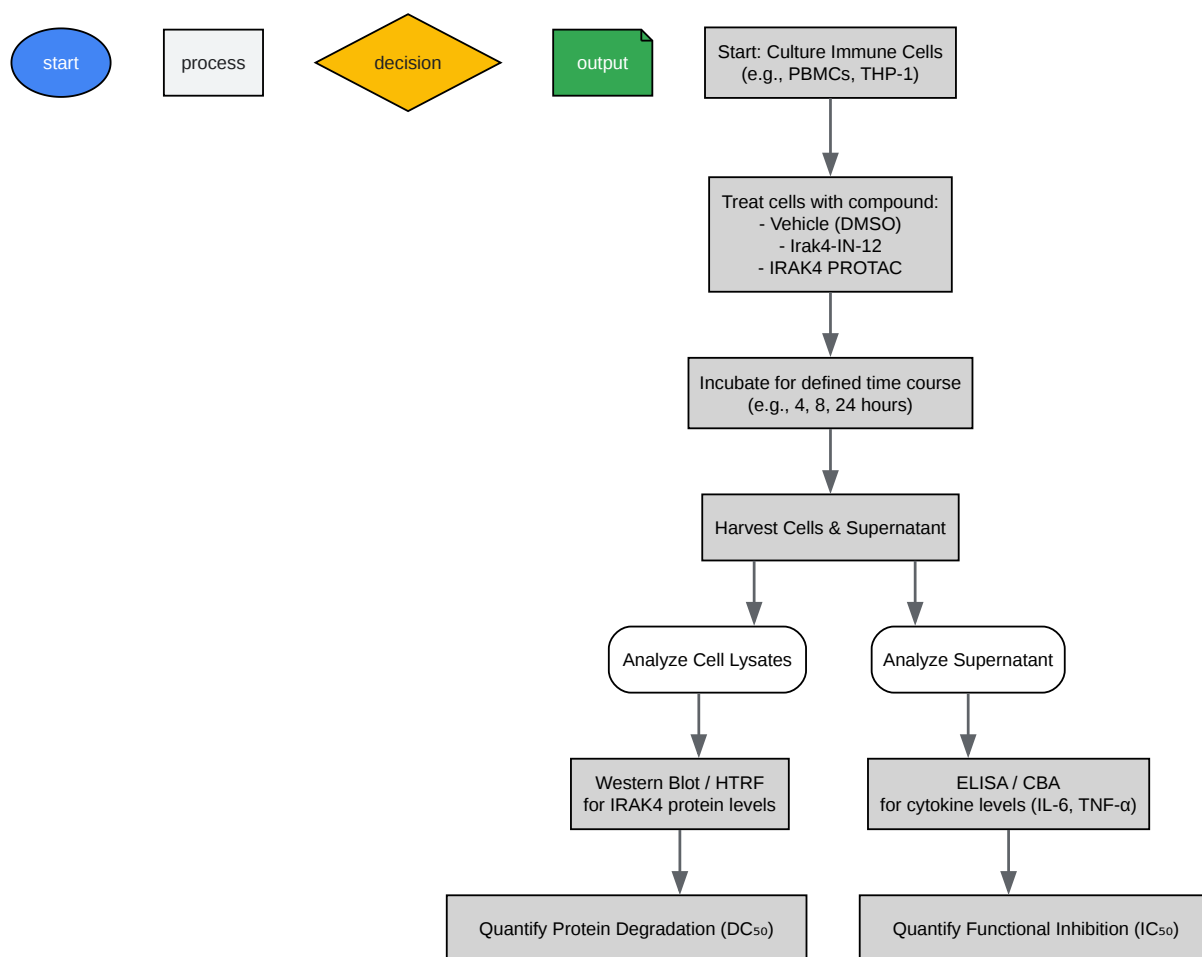 start
process
decision
output
Start: Culture Immune Cells
(e.g., PBMCs, THP-1)
Treat cells with compound:
- Vehicle (DMSO)
- Irak4-IN-12
- IRAK4 PROTAC
Incubate for defined time course
(e.g., 4, 8, 24 hours)
Harvest Cells & Supernatant
Analyze Cell Lysates
Analyze Supernatant
Western Blot / HTRF
for IRAK4 protein levels
ELISA / CBA
for cytokine levels (IL-6, TNF-α)
Quantify Protein Degradation (DC₅₀)
Quantify Functional Inhibition (IC₅₀)